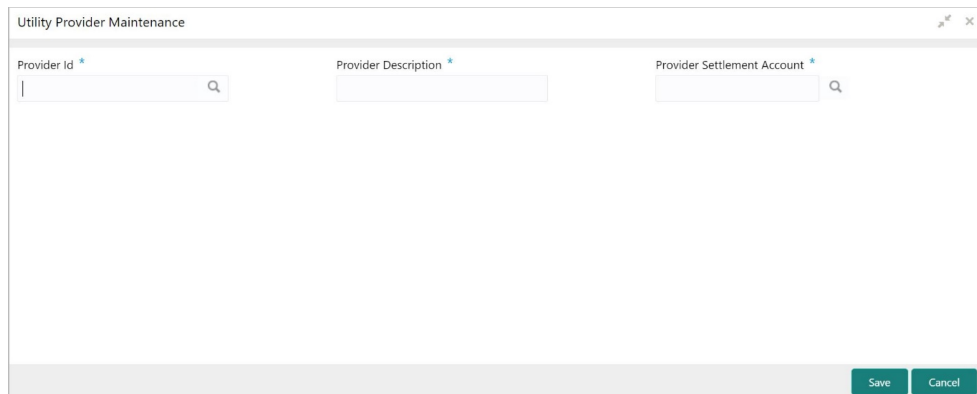 Utility Provider Maintenance
Provider Id * Provider Description * Provider Settlement Account *
Save Cancel